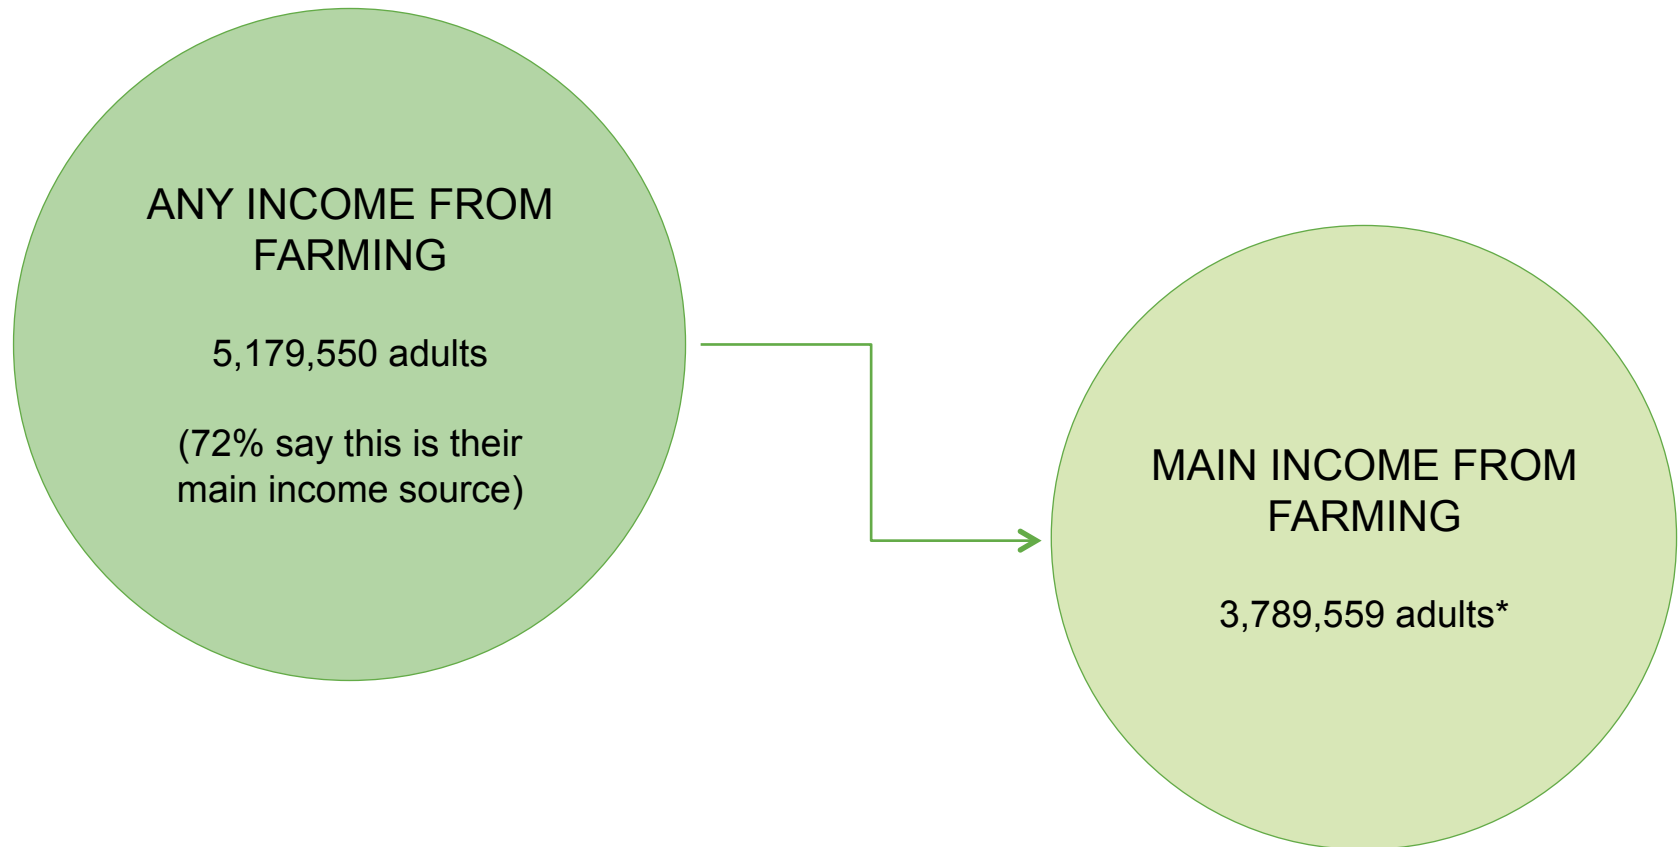 ANY INCOME FROM
FARMING
5,179,550 adults
(72% say this is their
main income source)
MAIN INCOME FROM
FARMING
3,789,559 adults*